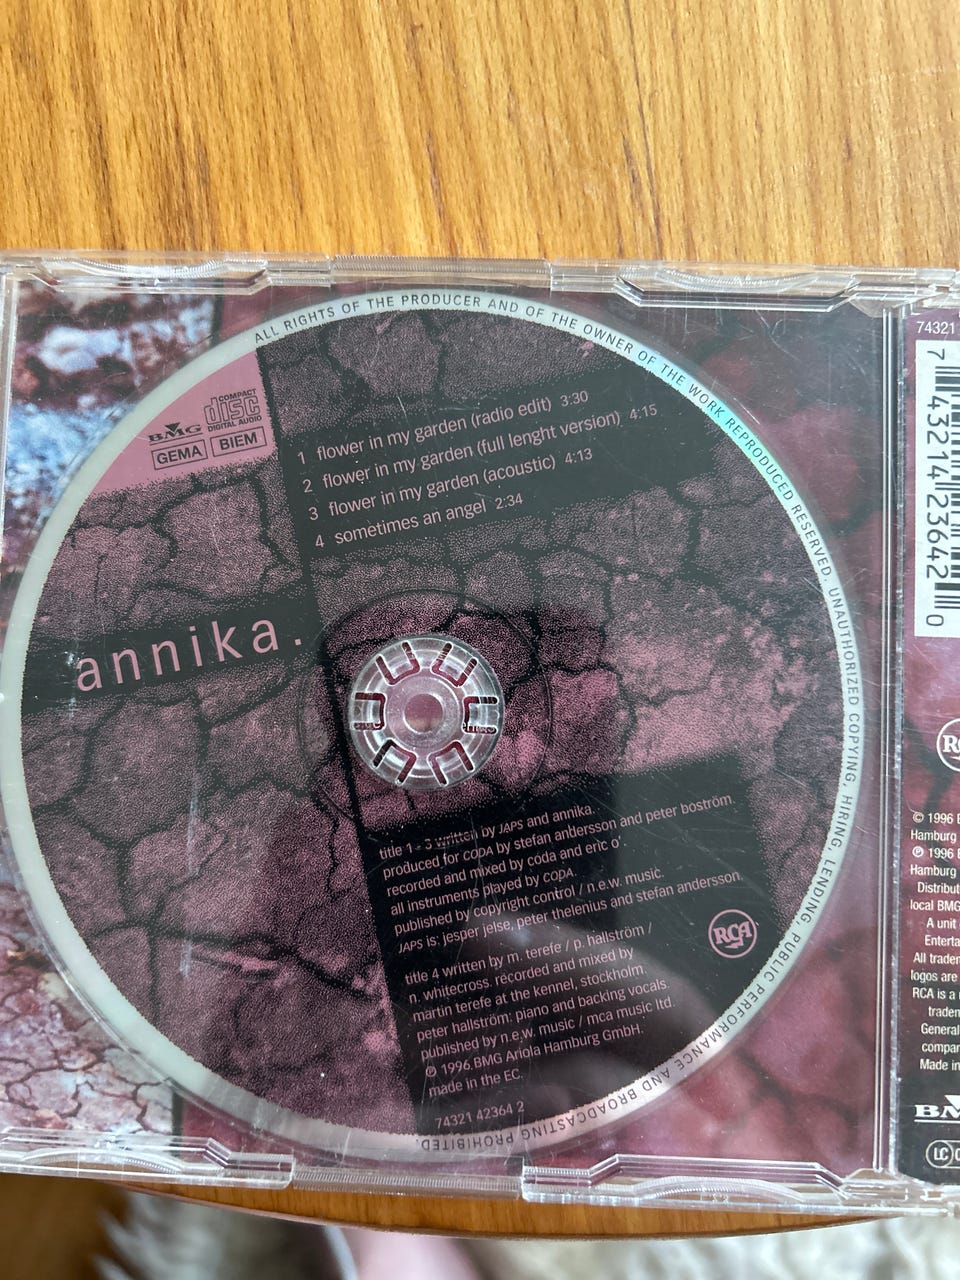 ALL RIGHTS OF THE PRODUCER AND OF THE OWNER OF THE WORK REPRODUCED RESERVED. UNAUTHORIZED COPYING, HIRING, LENDING, PUBLIC PERFORMANCE AND BROADCASTING PROHIBITED.
COMPACT
disc
DIGITAL AUDIO
BMG
GEMA BIEM
1 flower in my garden (radio edit) 3:30
2 flower in my garden (full lenght version) 4:15
3 flower in my garden (acoustic) 4:13
4 sometimes an angel 2:34
annika.
title 1 - 3 written by JAPS and annika.
produced for CODA by stefan andersson and peter boström.
recorded and mixed by coda and eric o'.
all instruments played by CODA.
published by copyright control / n.e.w. music.
JAPS is: jesper jelse, peter thelenius and stefan andersson.
RCA
title 4 written by m. terefe / p. hallström /
n. whitecross. recorded and mixed by
martin terefe at the kennel, stockholm.
peter hallström: piano and backing vocals.
published by n.e.w. music / mca music ltd.
℗ 1996 BMG Ariola Hamburg GmbH.
made in the EC.
74321 42364 2
74321
7 43214 23642 0
© 1996
Hamburg
℗ 1996
Hamburg
Distribut
local BMG
A unit
Enterta
All tradem
logos are
RCA is a
tradem
General
compan
Made in
BM
LC